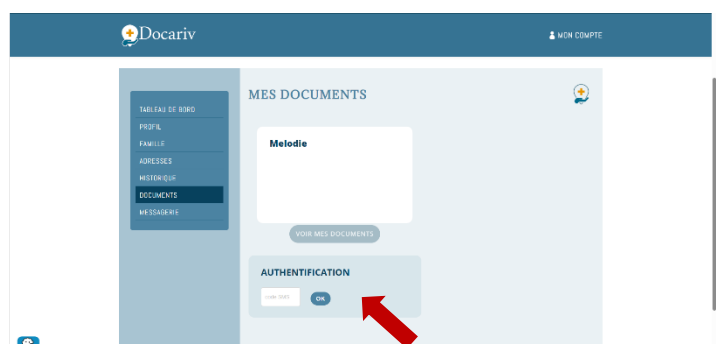 Docariv
MON COMPTE
MES DOCUMENTS
TABLEAU DE BORD
PROFIL
FAMILLE
ADRESSES
HISTORIQUE
DOCUMENTS
MESSAGERIE
Melodie
VOIR MES DOCUMENTS
AUTHENTIFICATION
code SMS
OK